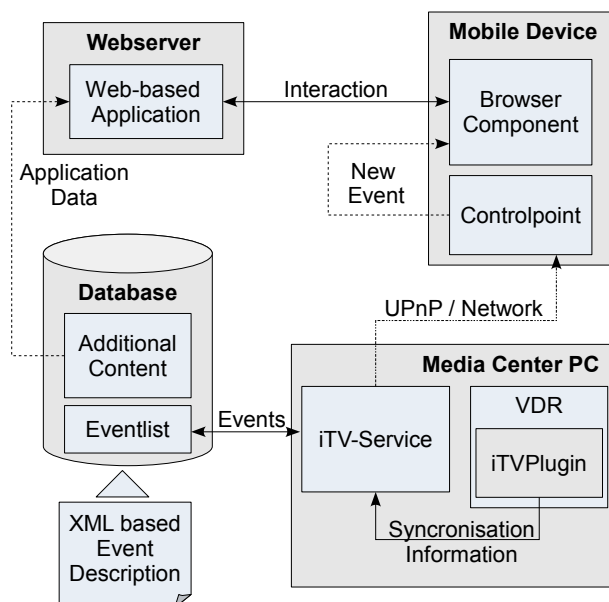 Webserver
Web-based
Application
Interaction
Mobile Device
Browser
Component
Application
Data
New
Event
Controlpoint
Database
Additional
Content
Eventlist
UPnP / Network
Events
Media Center PC
iTV-Service
VDR
iTVPlugin
Syncronisation
Information
XML based
Event
Description